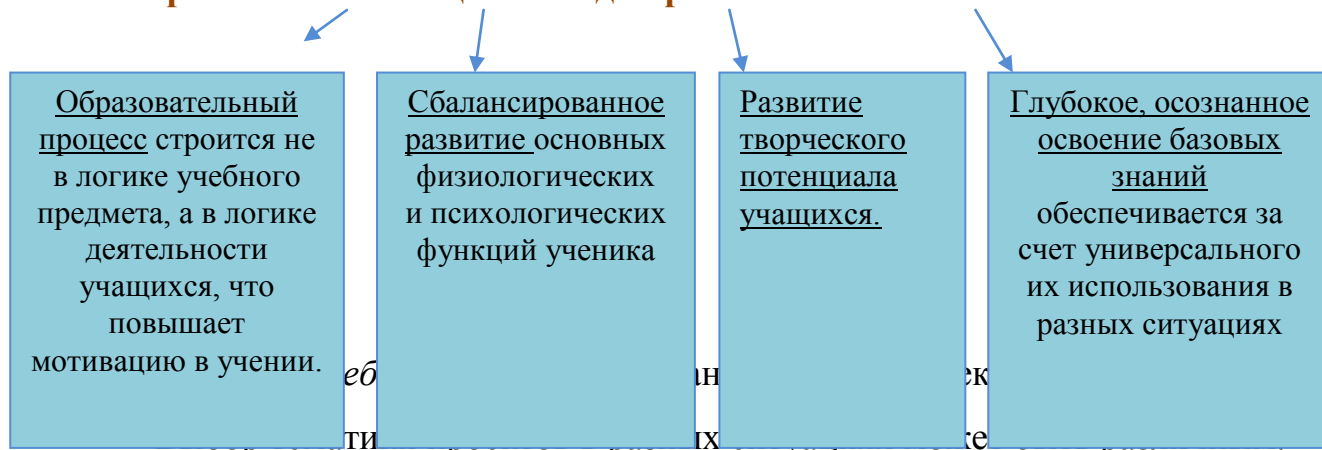 Образовательный
процесс строится не
в логике учебного
предмета, а в логике
деятельности
учащихся, что
повышает
мотивацию в учении.
Сбалансированное
развитие основных
физиологических
и психологических
функций ученика
Развитие
творческого
потенциала
учащихся.
Глубокое, осознанное
освоение базовых
знаний
обеспечивается за
счет универсального
их использования в
разных ситуациях